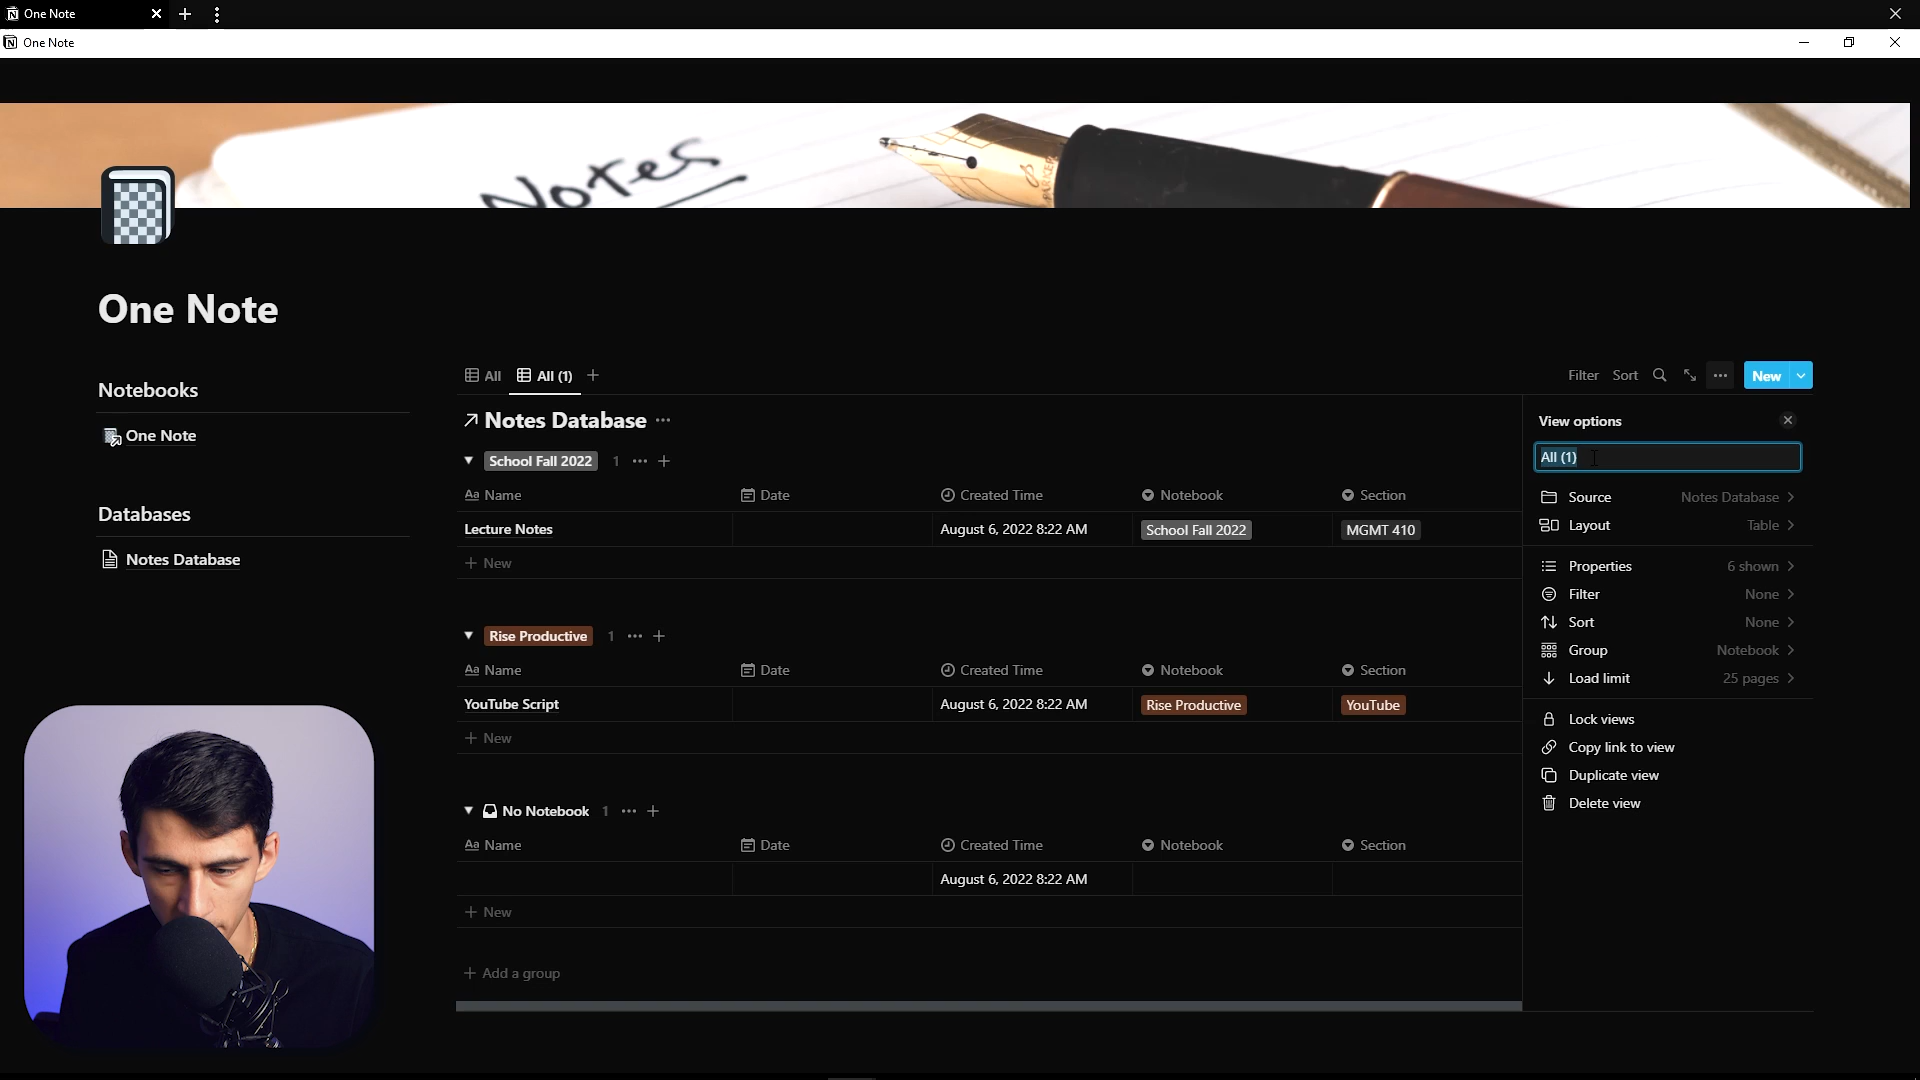 One Note
One Note
Notes
PARKER
One Note
Notebooks
One Note
Databases
Notes Database
All All (1)
Filter Sort New
Notes Database
School Fall 2022 1
Aa Name Date Created Time Notebook Section
Lecture Notes August 6, 2022 8:22 AM School Fall 2022 MGMT 410
+ New
Rise Productive 1
Aa Name Date Created Time Notebook Section
YouTube Script August 6, 2022 8:22 AM Rise Productive YouTube
+ New
No Notebook 1
Aa Name Date Created Time Notebook Section
August 6, 2022 8:22 AM
+ New
+ Add a group
View options
All (1)
Source Notes Database
Layout Table
Properties 6 shown
Filter None
Sort None
Group Notebook
Load limit 25 pages
Lock views
Copy link to view
Duplicate view
Delete view